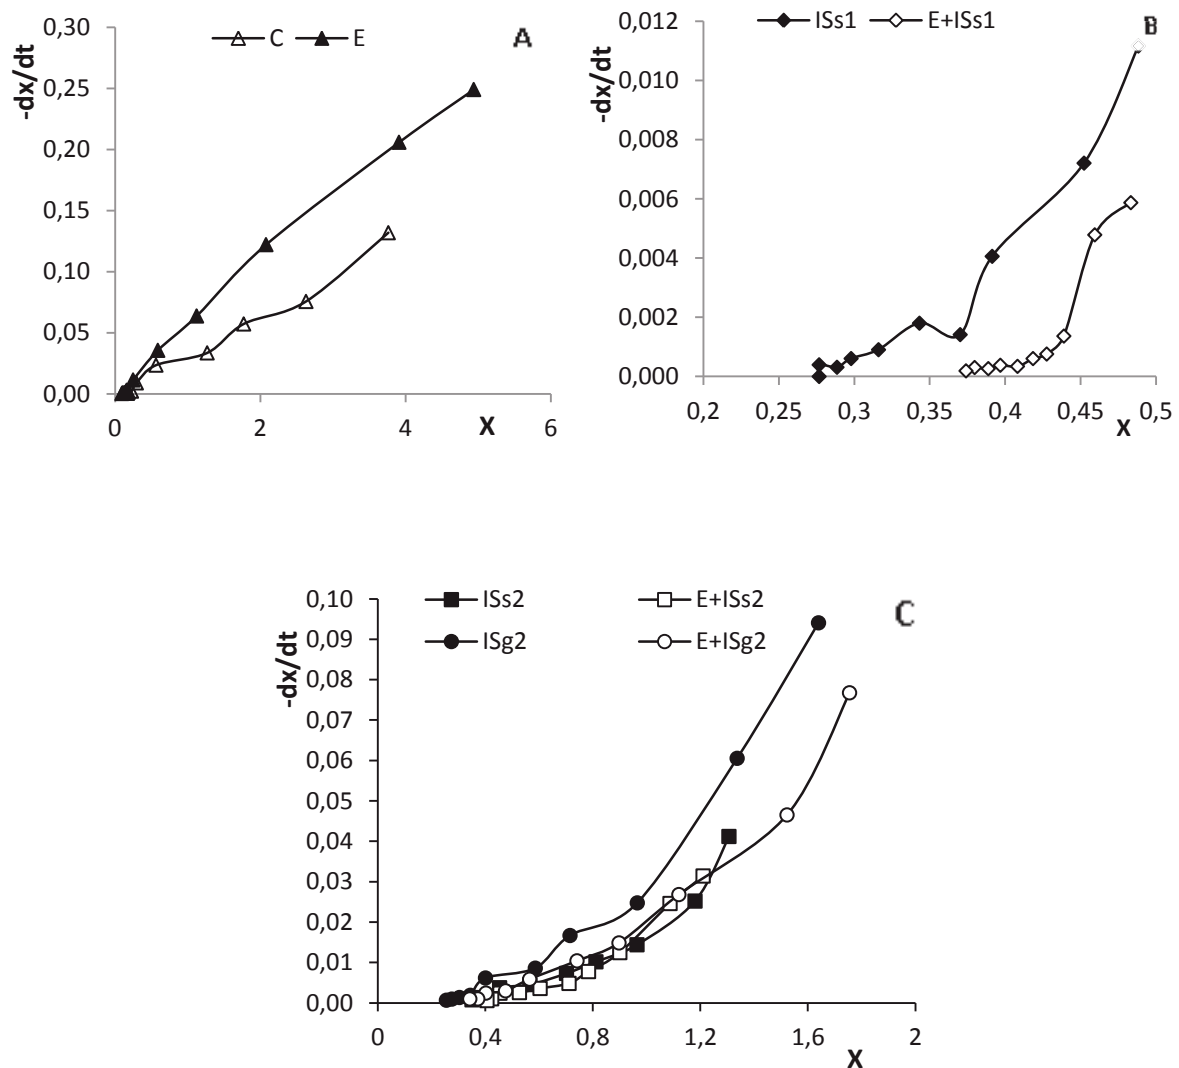 0,30
C E A
-dx/dt
0,25
0,20
0,15
0,10
0,05
0,00
0 2 4 6
X
0,012
ISs1 E+ISs1 B
-dx/dt
0,010
0,008
0,006
0,004
0,002
0,000
0,2 0,25 0,3 0,35 0,4 0,45 0,5
X
0,10
ISs2 E+ISs2 C
ISg2 E+ISg2
-dx/dt
0,09
0,08
0,07
0,06
0,05
0,04
0,03
0,02
0,01
0,00
0 0,4 0,8 1,2 1,6 2
X